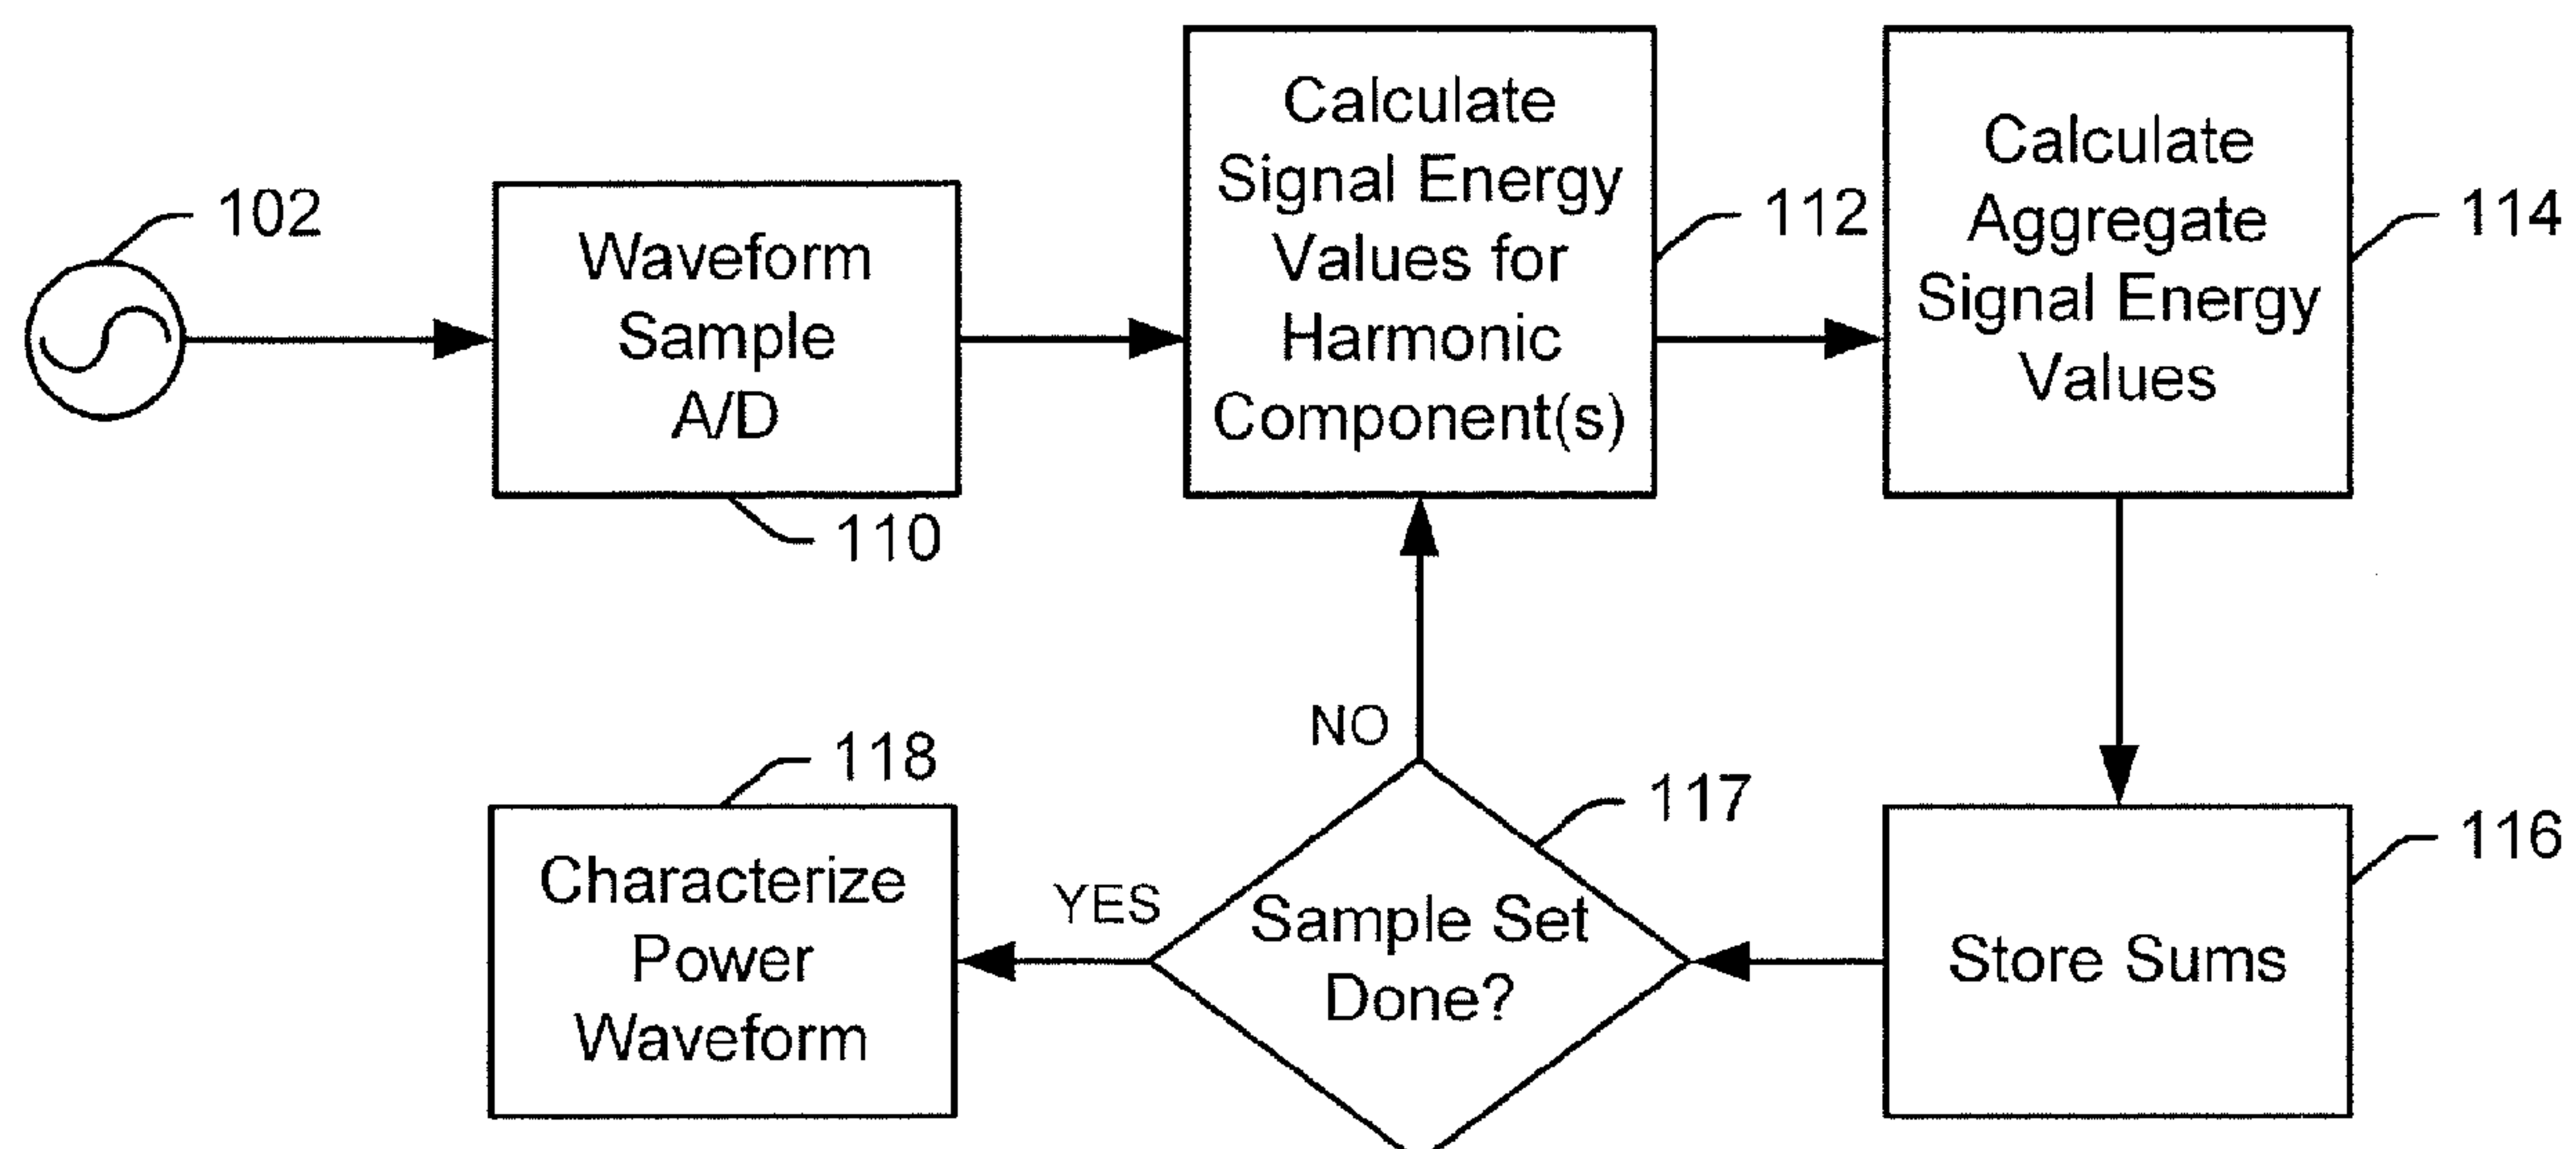 102
Waveform
Sample
A/D
110
Calculate
Signal Energy
Values for
Harmonic
Component(s)
112
Calculate
Aggregate
Signal Energy
Values
114
Store Sums
116
Sample Set
Done?
117
NO
YES
Characterize
Power
Waveform
118